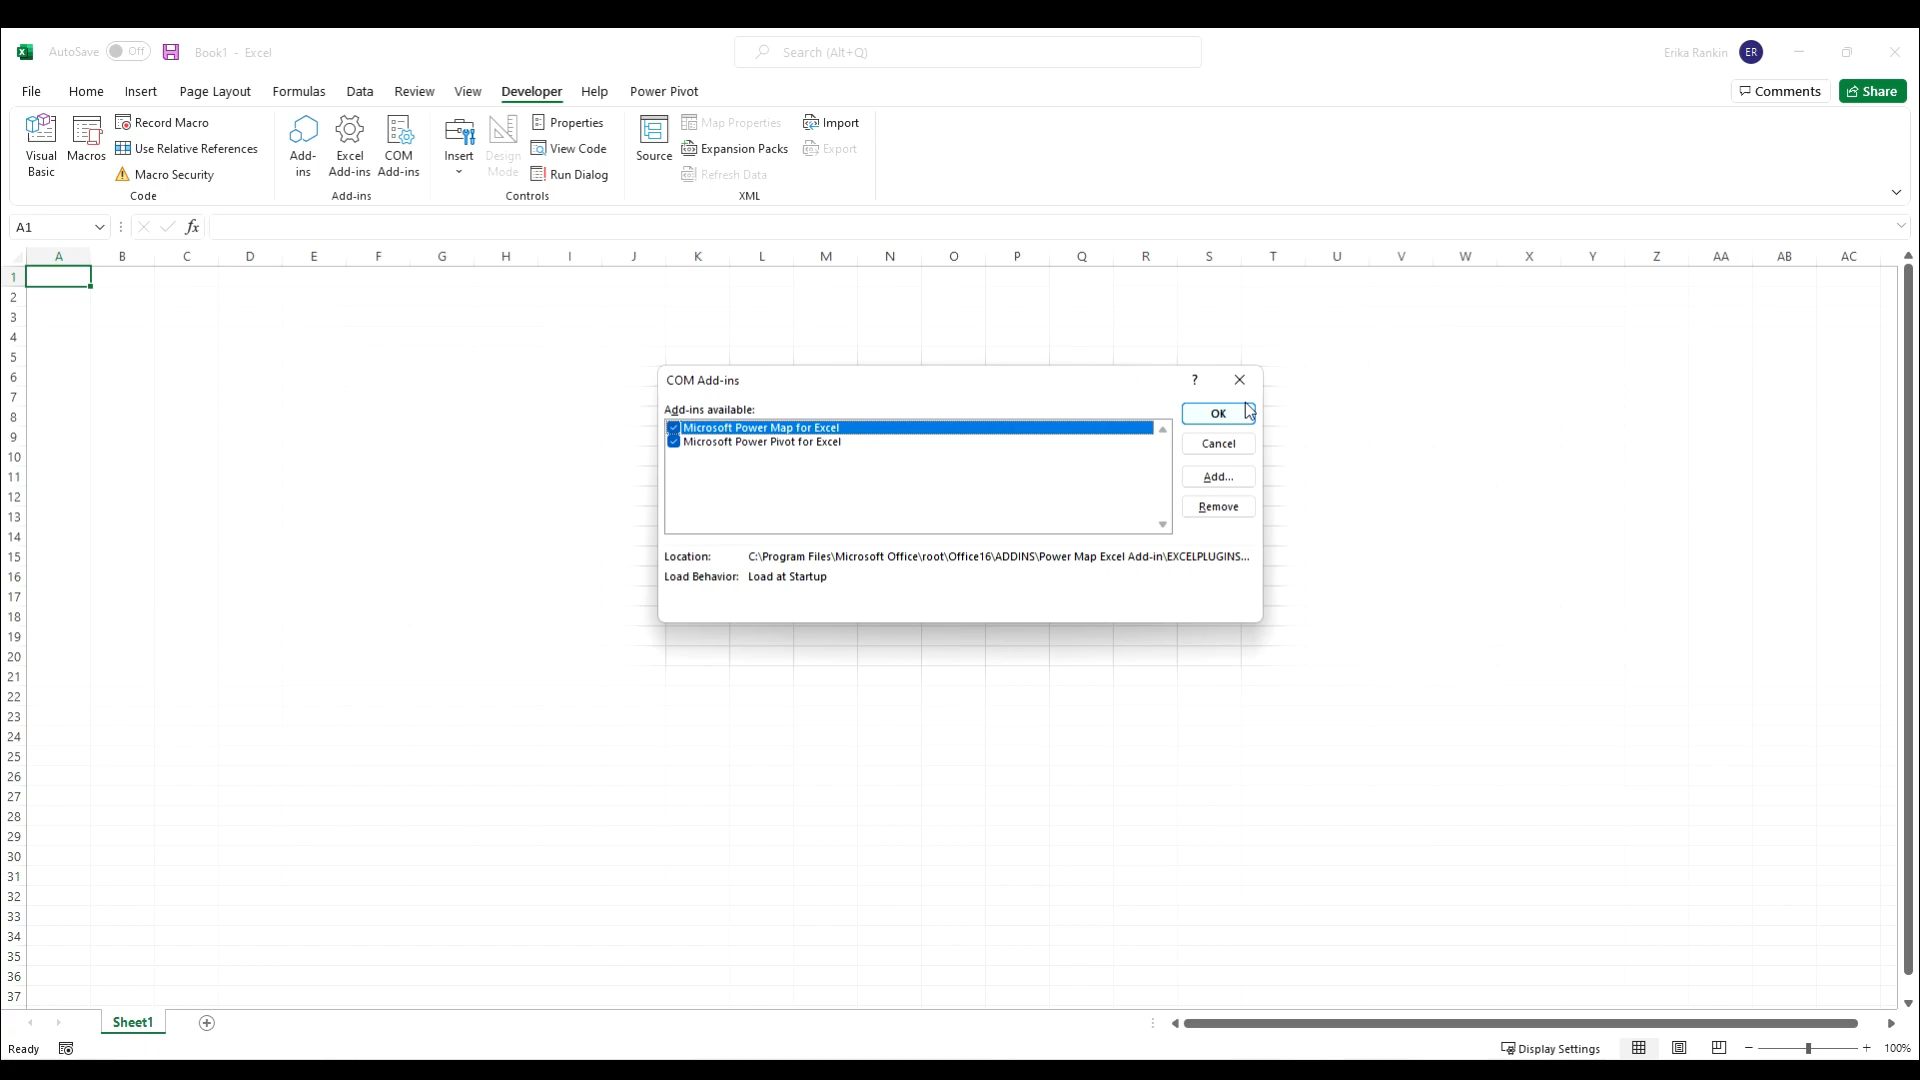 AutoSave Off Book1 - Excel Search (Alt+Q) Erika Rankin ER
File Home Insert Page Layout Formulas Data Review View Developer Help Power Pivot Comments Share
Visual Basic
Macros
Record Macro
Use Relative References
Macro Security
Code
Add-ins
Excel Add-ins
COM Add-ins
Add-ins
Insert
Design Mode
Properties
View Code
Run Dialog
Controls
Source
Map Properties
Expansion Packs
Refresh Data
Import
Export
XML
A1 fx
A B C D E F G H I J K L M N O P Q R S T U V W X Y Z AA AB AC
1
2
3
4
5
6
7
8
9
10
11
12
13
14
15
16
17
18
19
20
21
22
23
24
25
26
27
28
29
30
31
32
33
34
35
36
37
COM Add-ins ?
Add-ins available:
Microsoft Power Map for Excel
Microsoft Power Pivot for Excel
OK
Cancel
Add...
Remove
Location: C:\Program Files\Microsoft Office\root\Office16\ADDINS\Power Map Excel Add-in\EXCELPLUGINS...
Load Behavior: Load at Startup
Sheet1
Ready Display Settings 100%